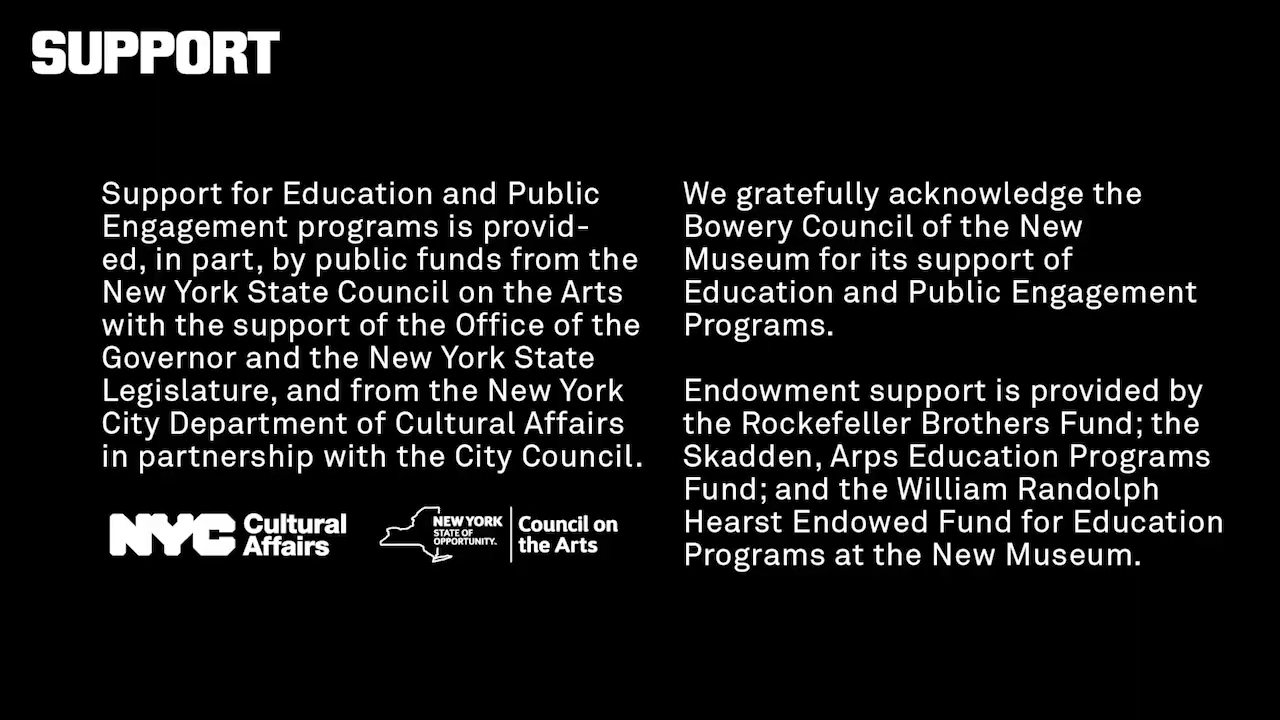 SUPPORT
Support for Education and Public
Engagement programs is provid-
ed, in part, by public funds from the
New York State Council on the Arts
with the support of the Office of the
Governor and the New York State
Legislature, and from the New York
City Department of Cultural Affairs
in partnership with the City Council.
NYC Cultural
Affairs
NEW YORK
STATE OF
OPPORTUNITY.
Council on
the Arts
We gratefully acknowledge the
Bowery Council of the New
Museum for its support of
Education and Public Engagement
Programs.
Endowment support is provided by
the Rockefeller Brothers Fund; the
Skadden, Arps Education Programs
Fund; and the William Randolph
Hearst Endowed Fund for Education
Programs at the New Museum.